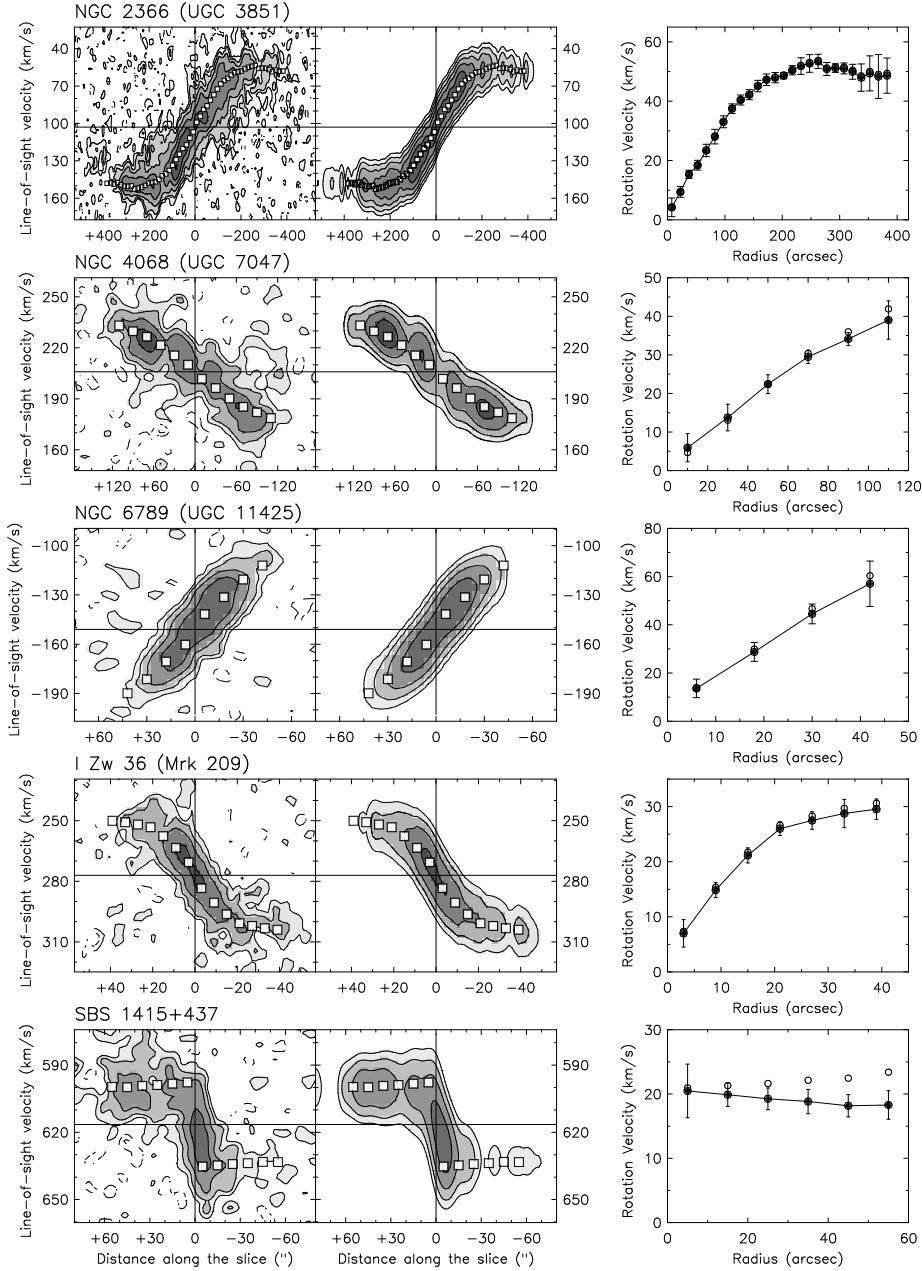 NGC 2366 (UGC 3851)
Line-of-sight velocity (km/s)
40
70
100
130
160
+400 +200 0 -200 -400
+400 +200 0 -200 -400
40
70
100
130
160
Rotation Velocity (km/s)
60
40
20
0
0 100 200 300 400
Radius (arcsec)
NGC 4068 (UGC 7047)
Line-of-sight velocity (km/s)
250
220
190
160
+120 +60 0 -60 -120
+120 +60 0 -60 -120
250
220
190
160
Rotation Velocity (km/s)
50
40
30
20
10
0
0 20 40 60 80 100 120
Radius (arcsec)
NGC 6789 (UGC 11425)
Line-of-sight velocity (km/s)
-100
-130
-160
-190
+60 +30 0 -30 -60
+60 +30 0 -30 -60
-100
-130
-160
-190
Rotation Velocity (km/s)
80
60
40
20
0
0 10 20 30 40 50
Radius (arcsec)
I Zw 36 (Mrk 209)
Line-of-sight velocity (km/s)
250
280
310
+40 +20 0 -20 -40
+40 +20 0 -20 -40
250
280
310
Rotation Velocity (km/s)
30
20
10
0
0 10 20 30 40
Radius (arcsec)
SBS 1415+437
Line-of-sight velocity (km/s)
590
620
650
+60 +30 0 -30 -60
Distance along the slice (")
+60 +30 0 -30 -60
Distance along the slice (")
590
620
650
Rotation Velocity (km/s)
30
20
10
0
0 20 40 60
Radius (arcsec)